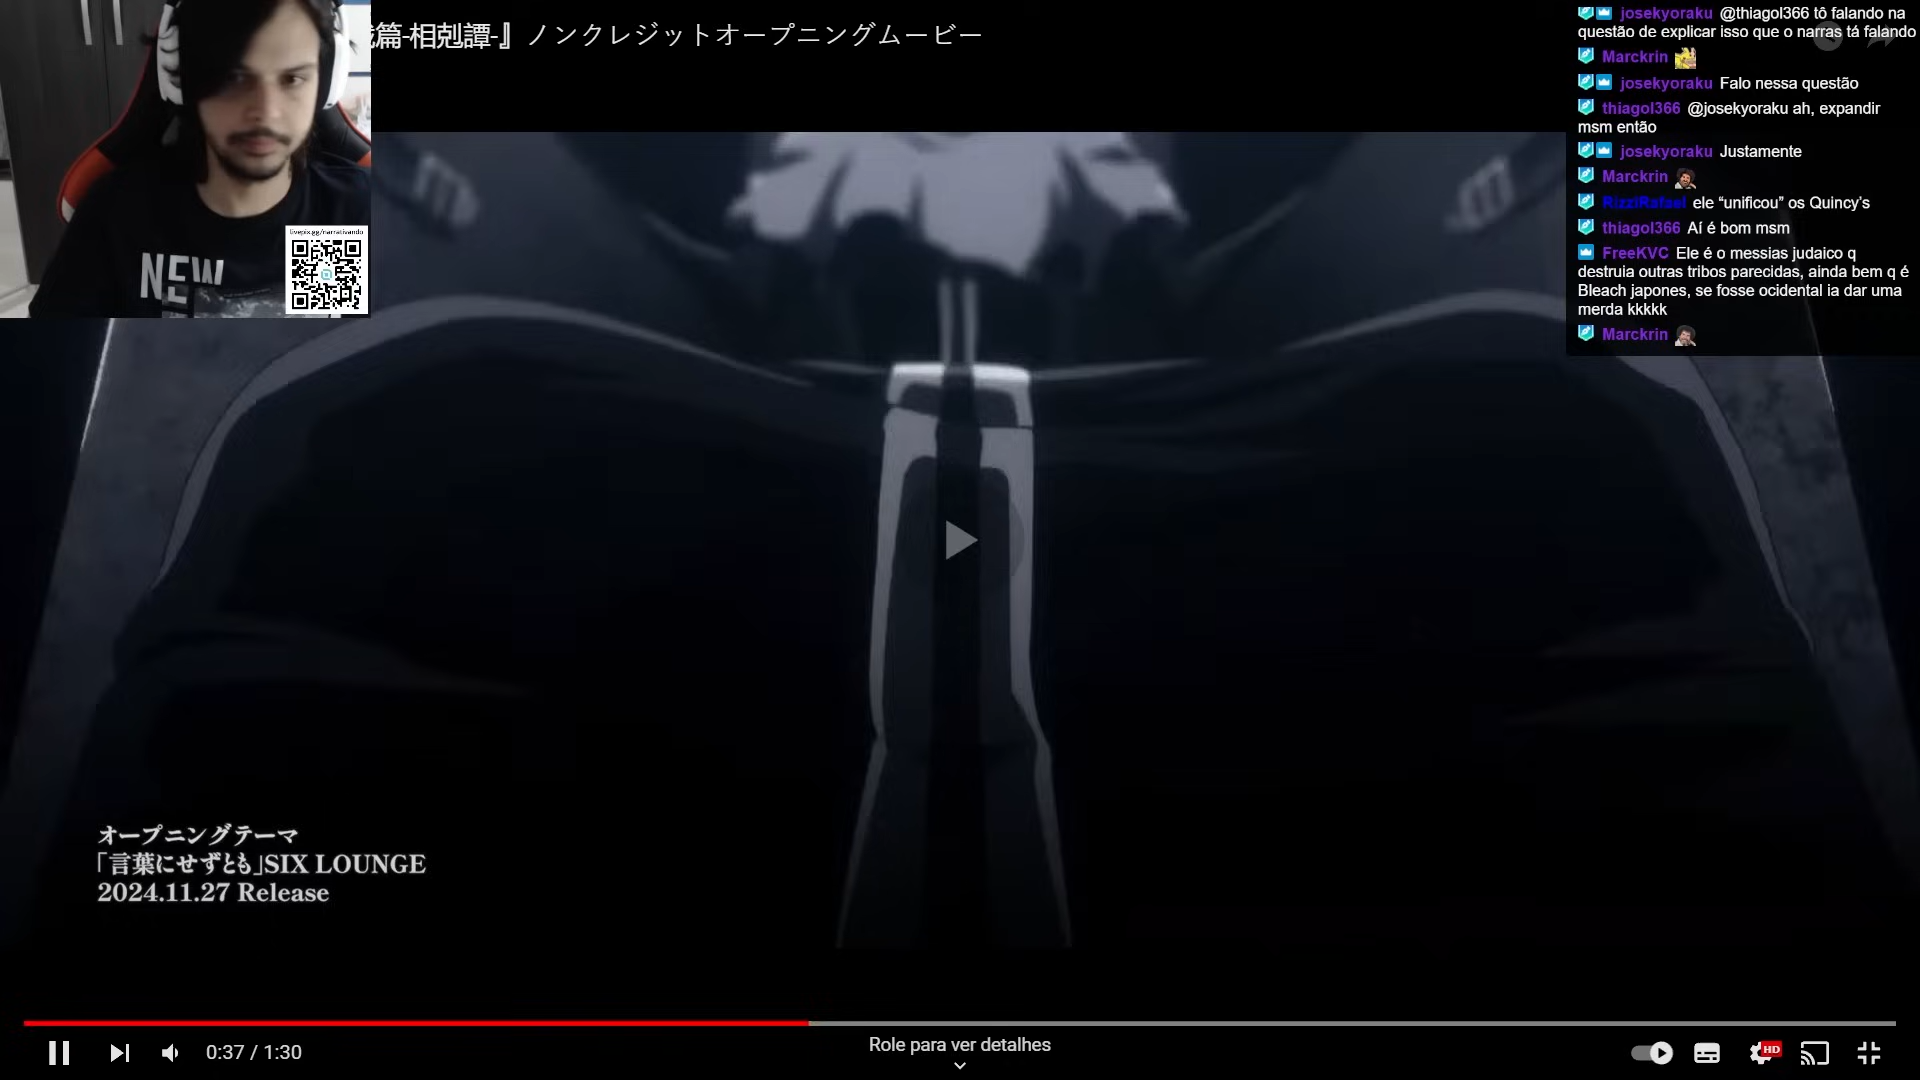 篇-相剋譚-』ノンクレジットオープニングムービー
NEW
livepix.gg/narrativando
josekyoraku @thiagol366 tô falando na
questão de explicar isso que o narras tá falando
Marckrin
josekyoraku Falo nessa questão
thiagol366 @josekyoraku ah, expandir
msm então
josekyoraku Justamente
Marckrin
RizziRafael ele “unificou” os Quincy’s
thiagol366 Aí é bom msm
FreeKVC Ele é o messias judaico q
destruia outras tribos parecidas, ainda bem q é
Bleach japones, se fosse ocidental ia dar uma
merda kkkkk
Marckrin
オープニングテーマ
「言葉にせずとも」SIX LOUNGE
2024.11.27 Release
0:37 / 1:30
Role para ver detalhes
HD